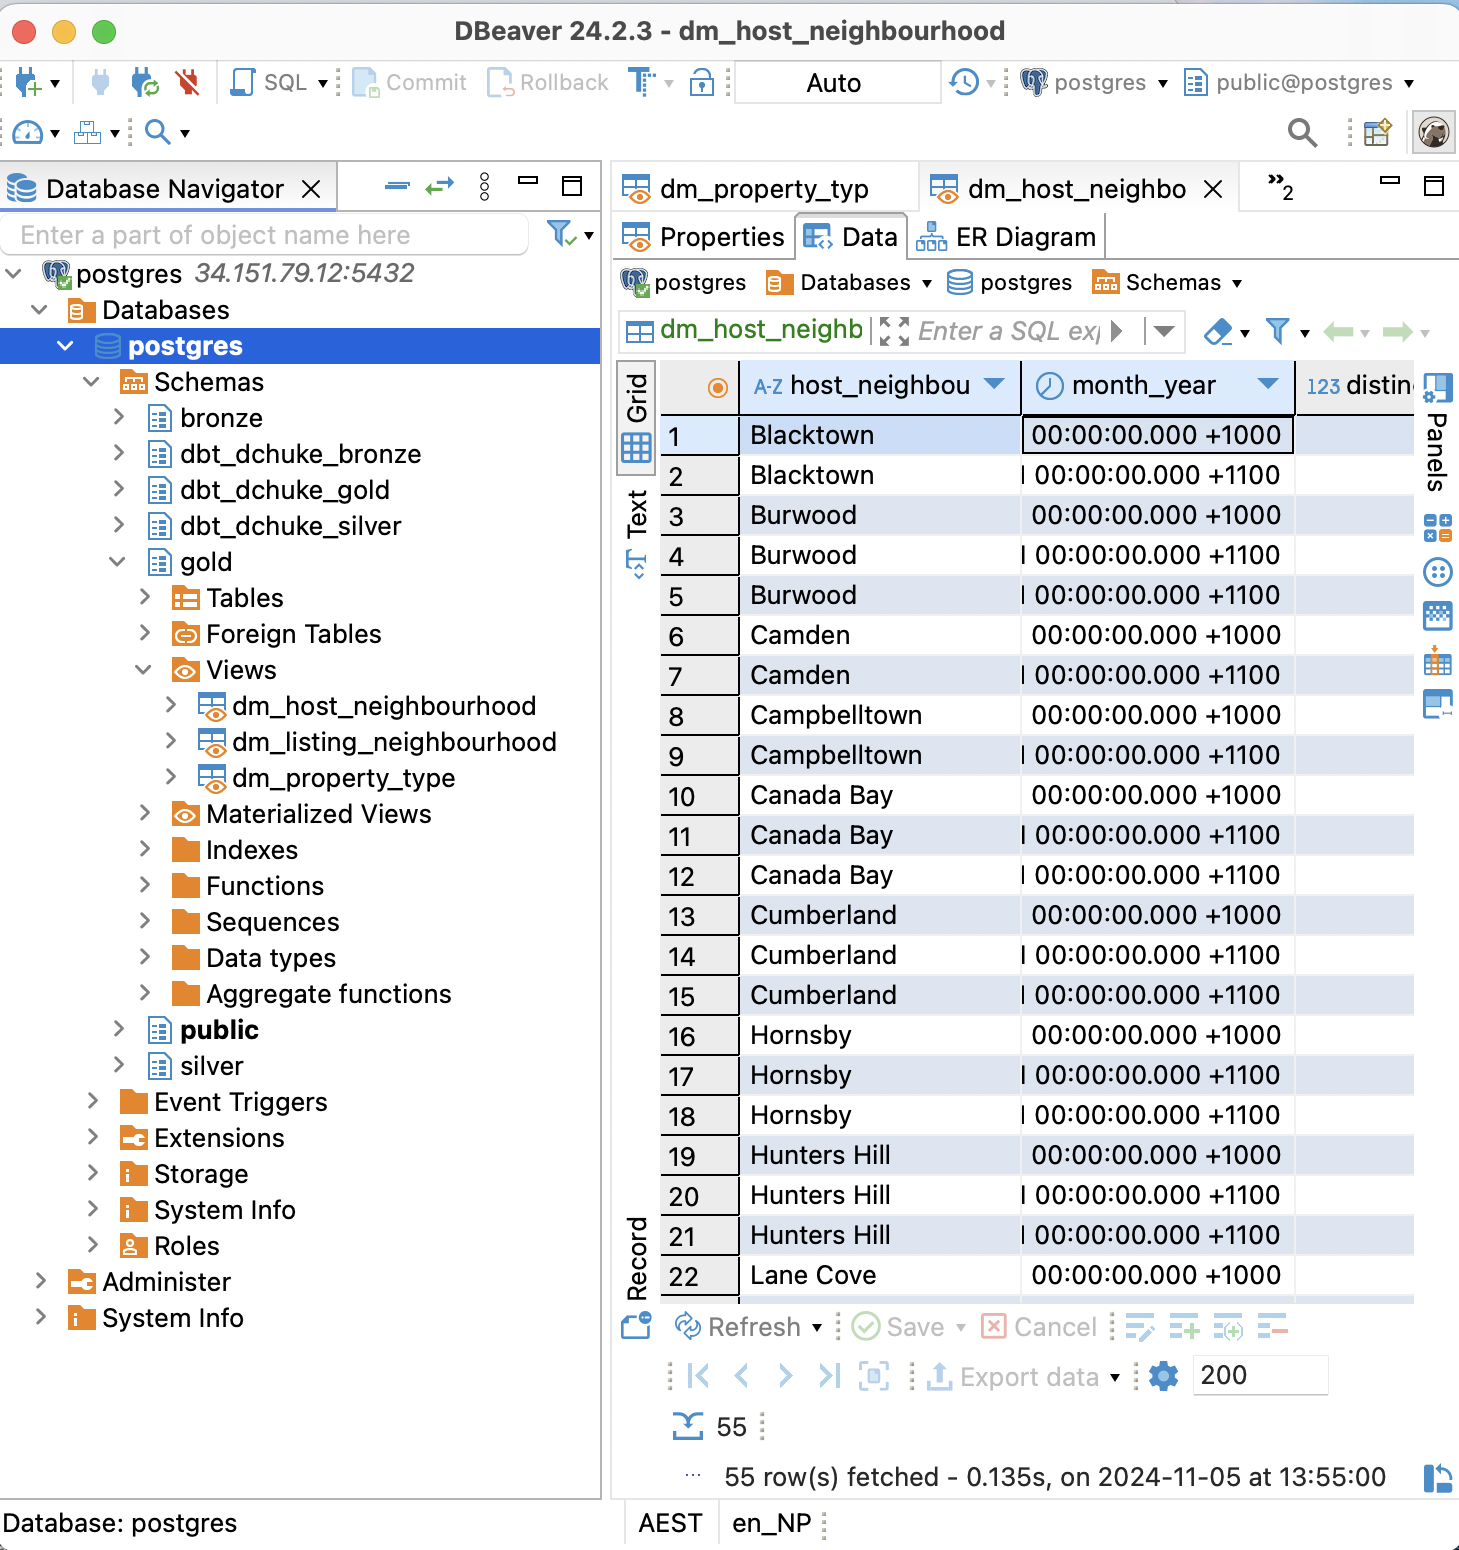 DBeaver 24.2.3 - dm_host_neighbourhood
SQL
Commit
Rollback
Auto
postgres
public@postgres
Database Navigator
dm_property_typ
dm_host_neighbo
»2
Enter a part of object name here
Properties
Data
ER Diagram
postgres 34.151.79.12:5432
Databases
postgres
Schemas
bronze
dbt_dchuke_bronze
dbt_dchuke_gold
dbt_dchuke_silver
gold
Tables
Foreign Tables
Views
dm_host_neighbourhood
dm_listing_neighbourhood
dm_property_type
Materialized Views
Indexes
Functions
Sequences
Data types
Aggregate functions
public
silver
Event Triggers
Extensions
Storage
System Info
Roles
Administer
System Info
postgres
Databases
postgres
Schemas
dm_host_neighb
Enter a SQL exp
Grid
Text
Record
Panels
A-Z host_neighbou month_year 123 distin
1 Blacktown 00:00:00.000 +1000
2 Blacktown 00:00:00.000 +1100
3 Burwood 00:00:00.000 +1000
4 Burwood 00:00:00.000 +1100
5 Burwood 00:00:00.000 +1100
6 Camden 00:00:00.000 +1000
7 Camden 00:00:00.000 +1100
8 Campbelltown 00:00:00.000 +1000
9 Campbelltown 00:00:00.000 +1100
10 Canada Bay 00:00:00.000 +1000
11 Canada Bay 00:00:00.000 +1100
12 Canada Bay 00:00:00.000 +1100
13 Cumberland 00:00:00.000 +1000
14 Cumberland 00:00:00.000 +1100
15 Cumberland 00:00:00.000 +1100
16 Hornsby 00:00:00.000 +1000
17 Hornsby 00:00:00.000 +1100
18 Hornsby 00:00:00.000 +1100
19 Hunters Hill 00:00:00.000 +1000
20 Hunters Hill 00:00:00.000 +1100
21 Hunters Hill 00:00:00.000 +1100
22 Lane Cove 00:00:00.000 +1000
Refresh
Save
Cancel
Export data
200
55
55 row(s) fetched - 0.135s, on 2024-11-05 at 13:55:00
Database: postgres
AEST
en_NP